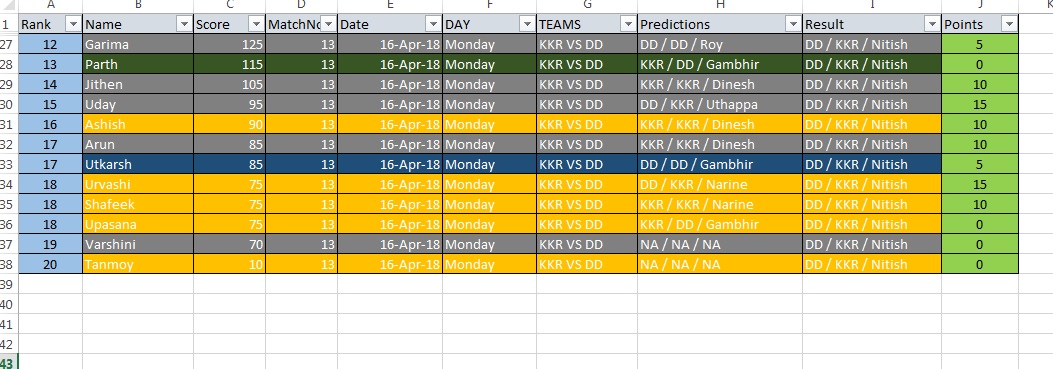 A B C D E F G H I J K
1 Rank Name Score MatchNo Date DAY TEAMS Predictions Result Points
27 12 Garima 125 13 16-Apr-18 Monday KKR VS DD DD / DD / Roy DD / KKR / Nitish 5
28 13 Parth 115 13 16-Apr-18 Monday KKR VS DD KKR / DD / Gambhir DD / KKR / Nitish 0
29 14 Jithen 105 13 16-Apr-18 Monday KKR VS DD KKR / KKR / Dinesh DD / KKR / Nitish 10
30 15 Uday 95 13 16-Apr-18 Monday KKR VS DD DD / KKR / Uthappa DD / KKR / Nitish 15
31 16 Ashish 90 13 16-Apr-18 Monday KKR VS DD KKR / KKR / Dinesh DD / KKR / Nitish 10
32 17 Arun 85 13 16-Apr-18 Monday KKR VS DD KKR / KKR / Dinesh DD / KKR / Nitish 10
33 17 Utkarsh 85 13 16-Apr-18 Monday KKR VS DD DD / DD / Gambhir DD / KKR / Nitish 5
34 18 Urvashi 75 13 16-Apr-18 Monday KKR VS DD DD / KKR / Narine DD / KKR / Nitish 15
35 18 Shafeek 75 13 16-Apr-18 Monday KKR VS DD KKR / KKR / Narine DD / KKR / Nitish 10
36 18 Upasana 75 13 16-Apr-18 Monday KKR VS DD KKR / DD / Gambhir DD / KKR / Nitish 0
37 19 Varshini 70 13 16-Apr-18 Monday KKR VS DD NA / NA / NA DD / KKR / Nitish 0
38 20 Tanmoy 10 13 16-Apr-18 Monday KKR VS DD NA / NA / NA DD / KKR / Nitish 0
39
40
41
42
43